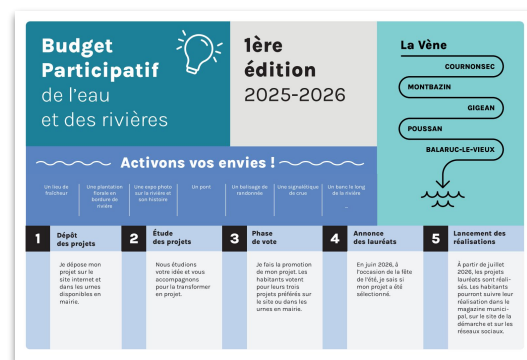 Budget
Participatif
de l'eau
et des rivières
1ère
édition
2025-2026
La Vène
COURNONSEC
MONTBAZIN
GIGEAN
POUSSAN
BALARUC-LE-VIEUX
Activons vos envies !
Un lieu de
fraîcheur
Une plantation
florale en
bordure de
rivière
Une expo photo
sur la rivière et
son histoire
Un pont
Un balisage de
randonnée
Une signalétique
de crue
Un banc le long
de la rivière
...
1
Dépôt
des projets
Je dépose mon
projet sur le
site internet et
dans les urnes
disponibles en
mairie.
2
Étude
des projets
Nous étudions
votre idée et vous
accompagnons
pour la transformer
en projet.
3
Phase
de vote
Je fais la promotion
de mon projet. Les
habitants votent
pour leurs trois
projets préférés sur
le site ou dans les
urnes en mairie.
4
Annonce
des lauréats
En juin 2026, à
l'occasion de la fête
de l'été, je sais si
mon projet a été
sélectionné.
5
Lancement des
réalisations
À partir de juillet
2026, les projets
lauréats sont réali-
sés. Les habitants
pourront suivre leur
réalisation dans le
magazine munici-
pal, sur le site de la
démarche et sur les
réseaux sociaux.